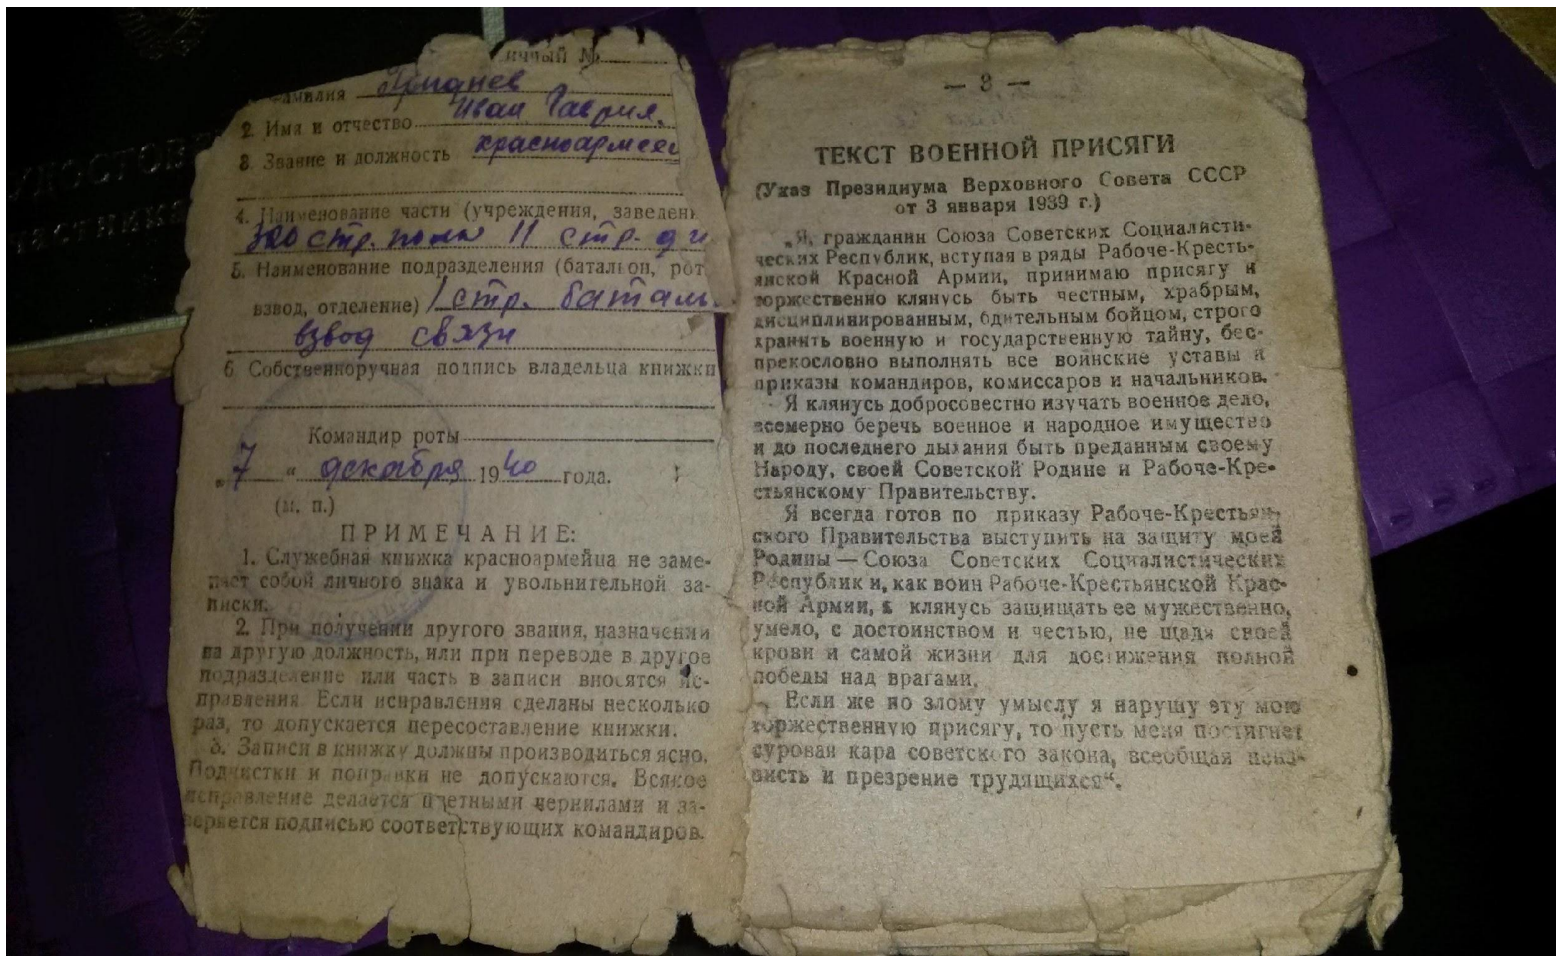 ичный №
амилия
2. Имя и отчество Иван Гаврил.
3. Звание и должность красноармеец
4. Наименование части (учреждения, заведен
стр. полк 11 стр. ди
5. Наименование подразделения (батальон, рот
взвод, отделение) 1 стр. баталь
взвод связи
6 Собственноручная подпись владельца книжки
Командир роты
„7“ декабря 1940 года.
(м. п.)
ПРИМЕЧАНИЕ:
1. Служебная книжка красноармейца не заме-
няет собой личного знака и увольнительной за-
писки.
2. При получении другого звания, назначении
на другую должность, или при переводе в другое
подразделение или часть в записи вносятся ис-
правления. Если исправления сделаны несколько
раз, то допускается пересоставление книжки.
3. Записи в книжку должны производиться ясно.
Подчистки и поправки не допускаются. Всякое
исправление делается цветными чернилами и за-
веряется подписью соответствующих командиров.
— 3 —
ТЕКСТ ВОЕННОЙ ПРИСЯГИ
(Указ Президиума Верховного Совета СССР
от 3 января 1939 г.)
„Я, гражданин Союза Советских Социалисти-
ческих Республик, вступая в ряды Рабоче-Кресть-
янской Красной Армии, принимаю присягу и
торжественно клянусь быть честным, храбрым,
дисциплинированным, бдительным бойцом, строго
хранить военную и государственную тайну, бес-
прекословно выполнять все воинские уставы и
приказы командиров, комиссаров и начальников.
Я клянусь добросовестно изучать военное дело,
всемерно беречь военное и народное имущество
и до последнего дыхания быть преданным своему
Народу, своей Советской Родине и Рабоче-Кре-
стьянскому Правительству.
Я всегда готов по приказу Рабоче-Крестьян-
ского Правительства выступить на защиту моей
Родины — Союза Советских Социалистических
Республик и, как воин Рабоче-Крестьянской Крас-
ной Армии, я клянусь защищать ее мужественно,
умело, с достоинством и честью, не щадя своей
крови и самой жизни для достижения полной
победы над врагами.
Если же по злому умыслу я нарушу эту мою
торжественную присягу, то пусть меня постигнет
суровая кара советского закона, всеобщая нена-
висть и презрение трудящихся“.